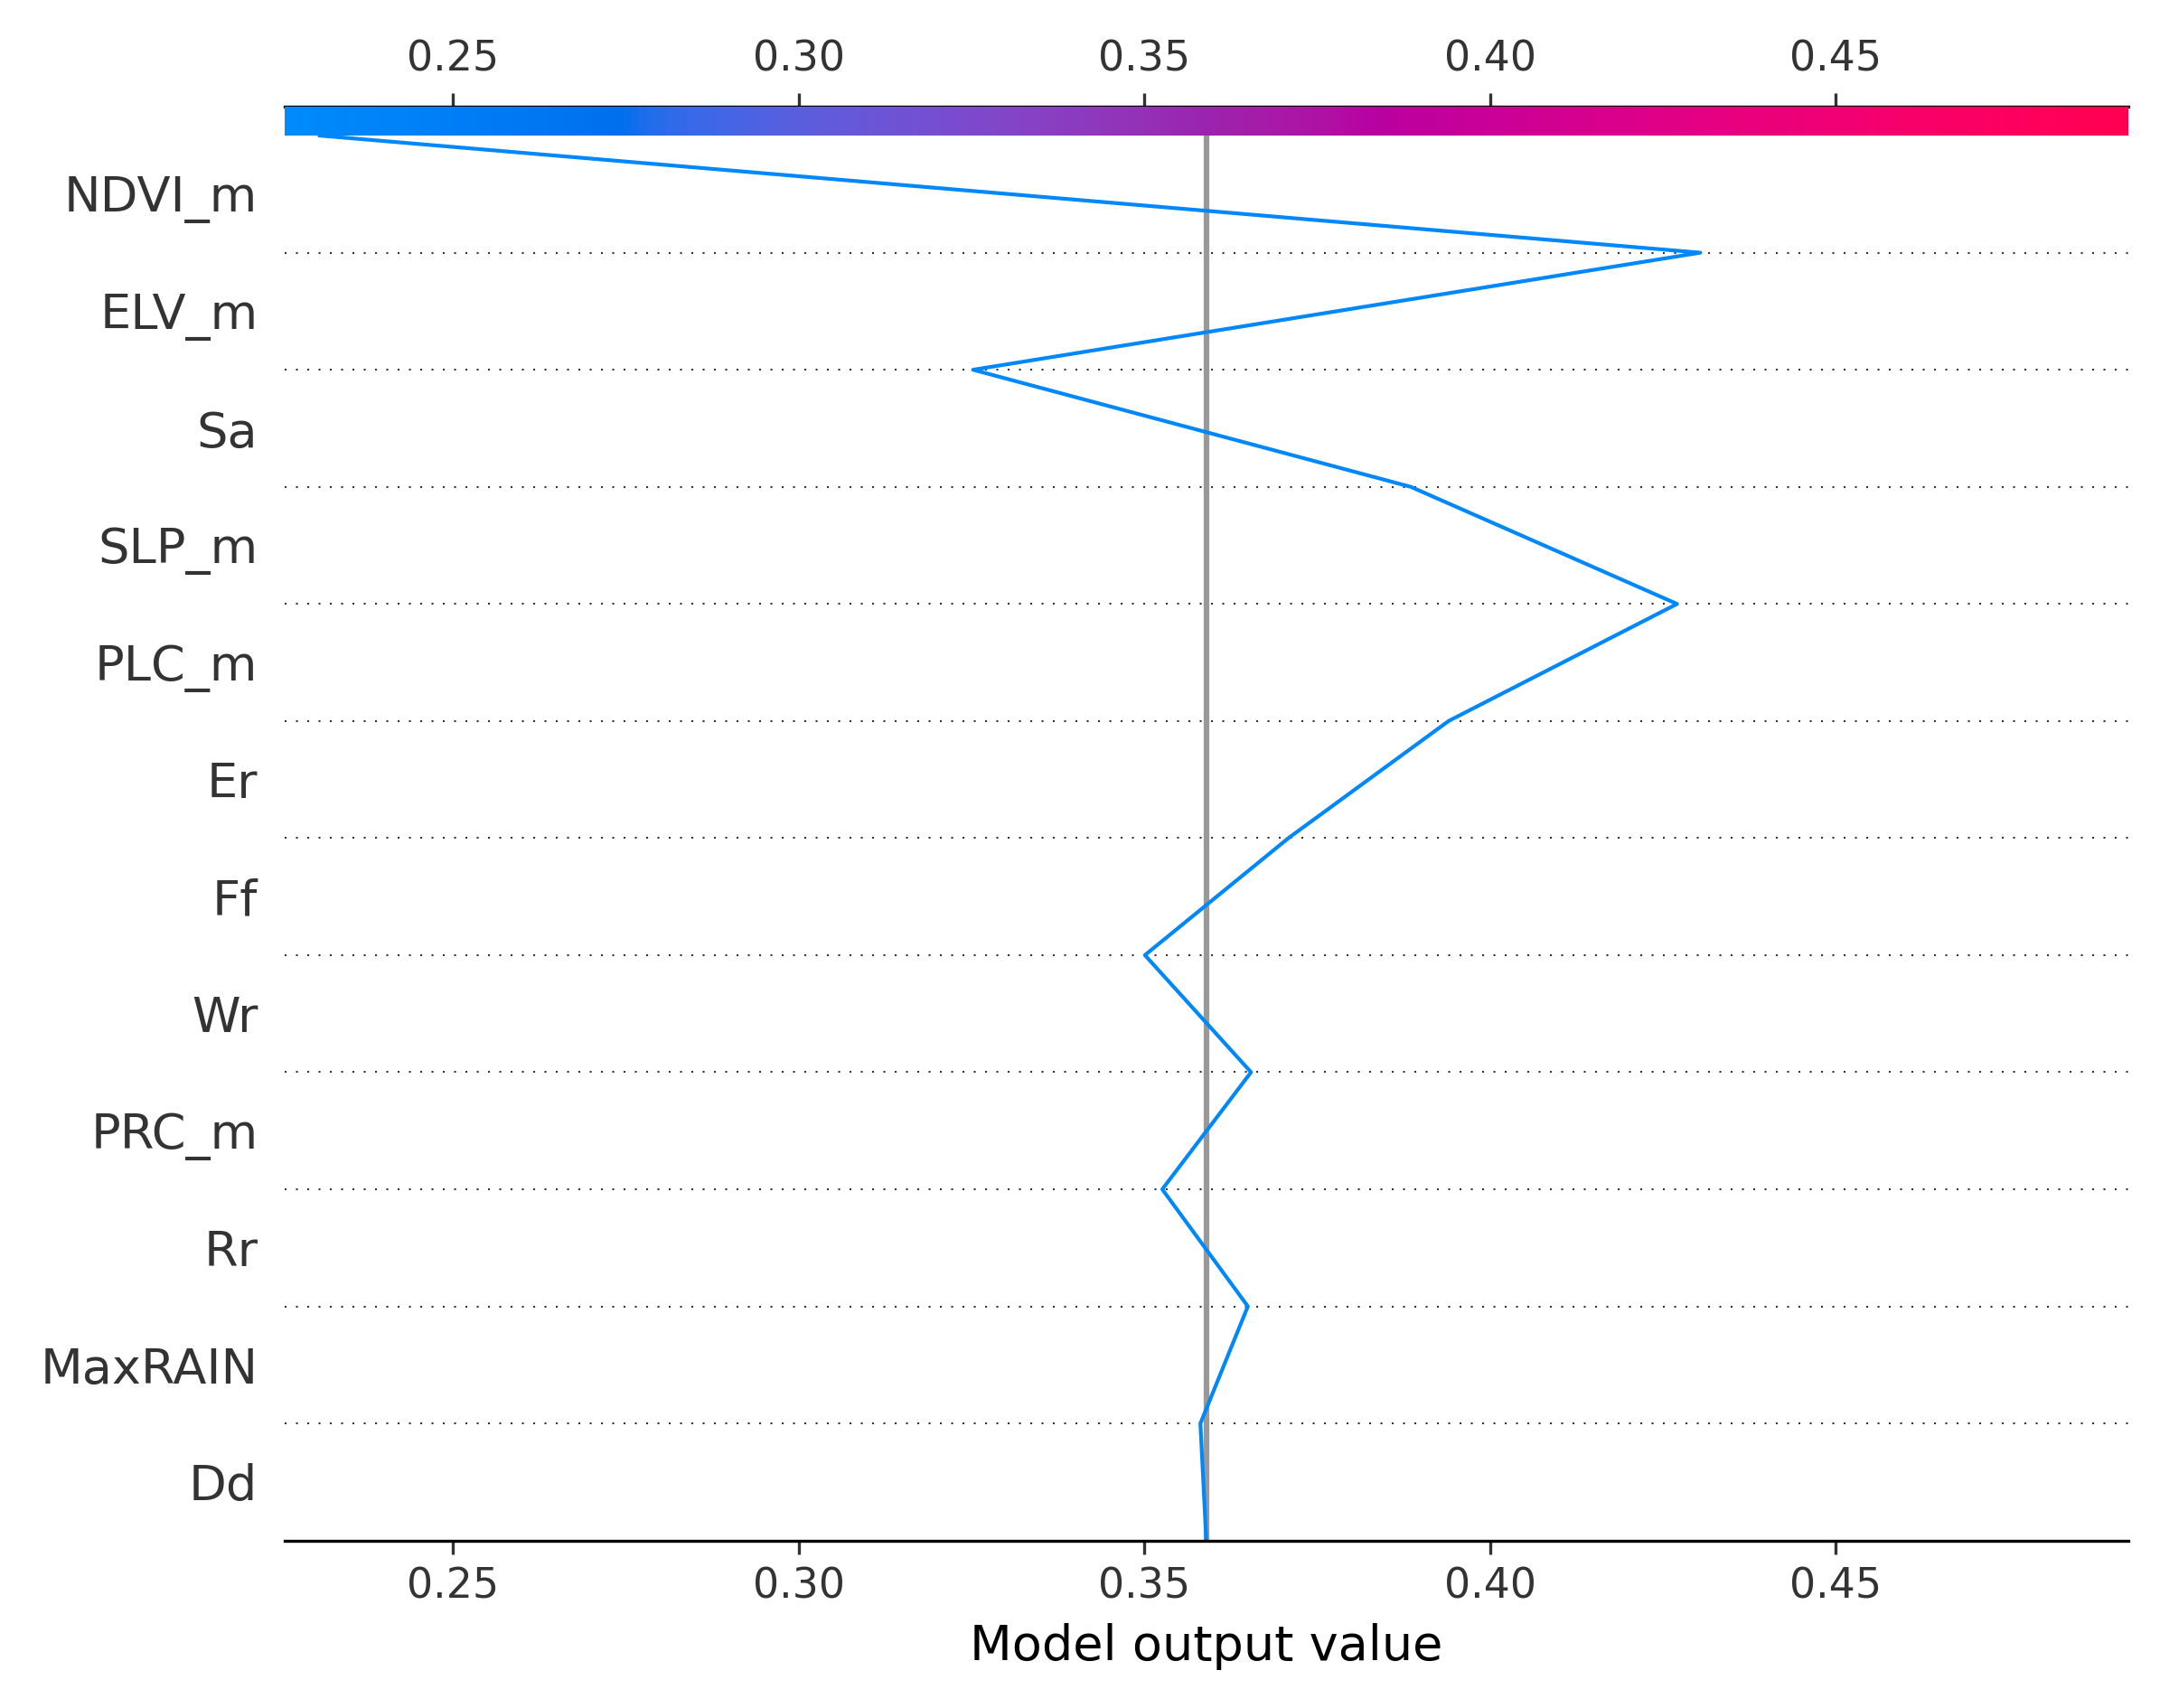 0.25 0.30 0.35 0.40 0.45
NDVI_m
ELV_m
Sa
SLP_m
PLC_m
Er
Ff
Wr
PRC_m
Rr
MaxRAIN
Dd
0.25 0.30 0.35 0.40 0.45
Model output value